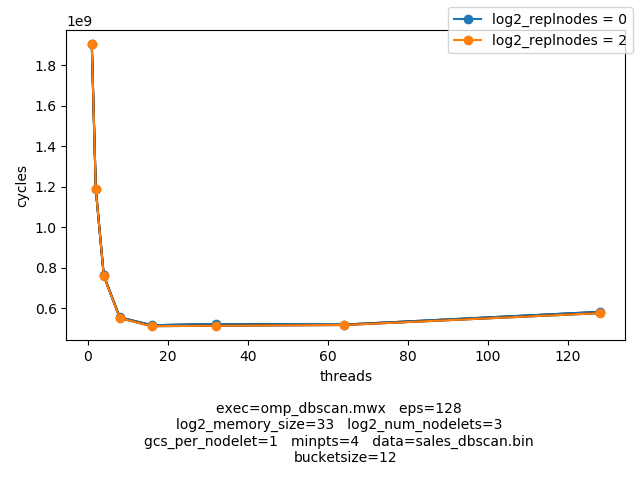 1e9
log2_replnodes = 0
log2_replnodes = 2
1.8
1.6
1.4
1.2
1.0
0.8
0.6
cycles
0 20 40 60 80 100 120
threads
exec=omp_dbscan.mwx eps=128
log2_memory_size=33 log2_num_nodelets=3
gcs_per_nodelet=1 minpts=4 data=sales_dbscan.bin
bucketsize=12